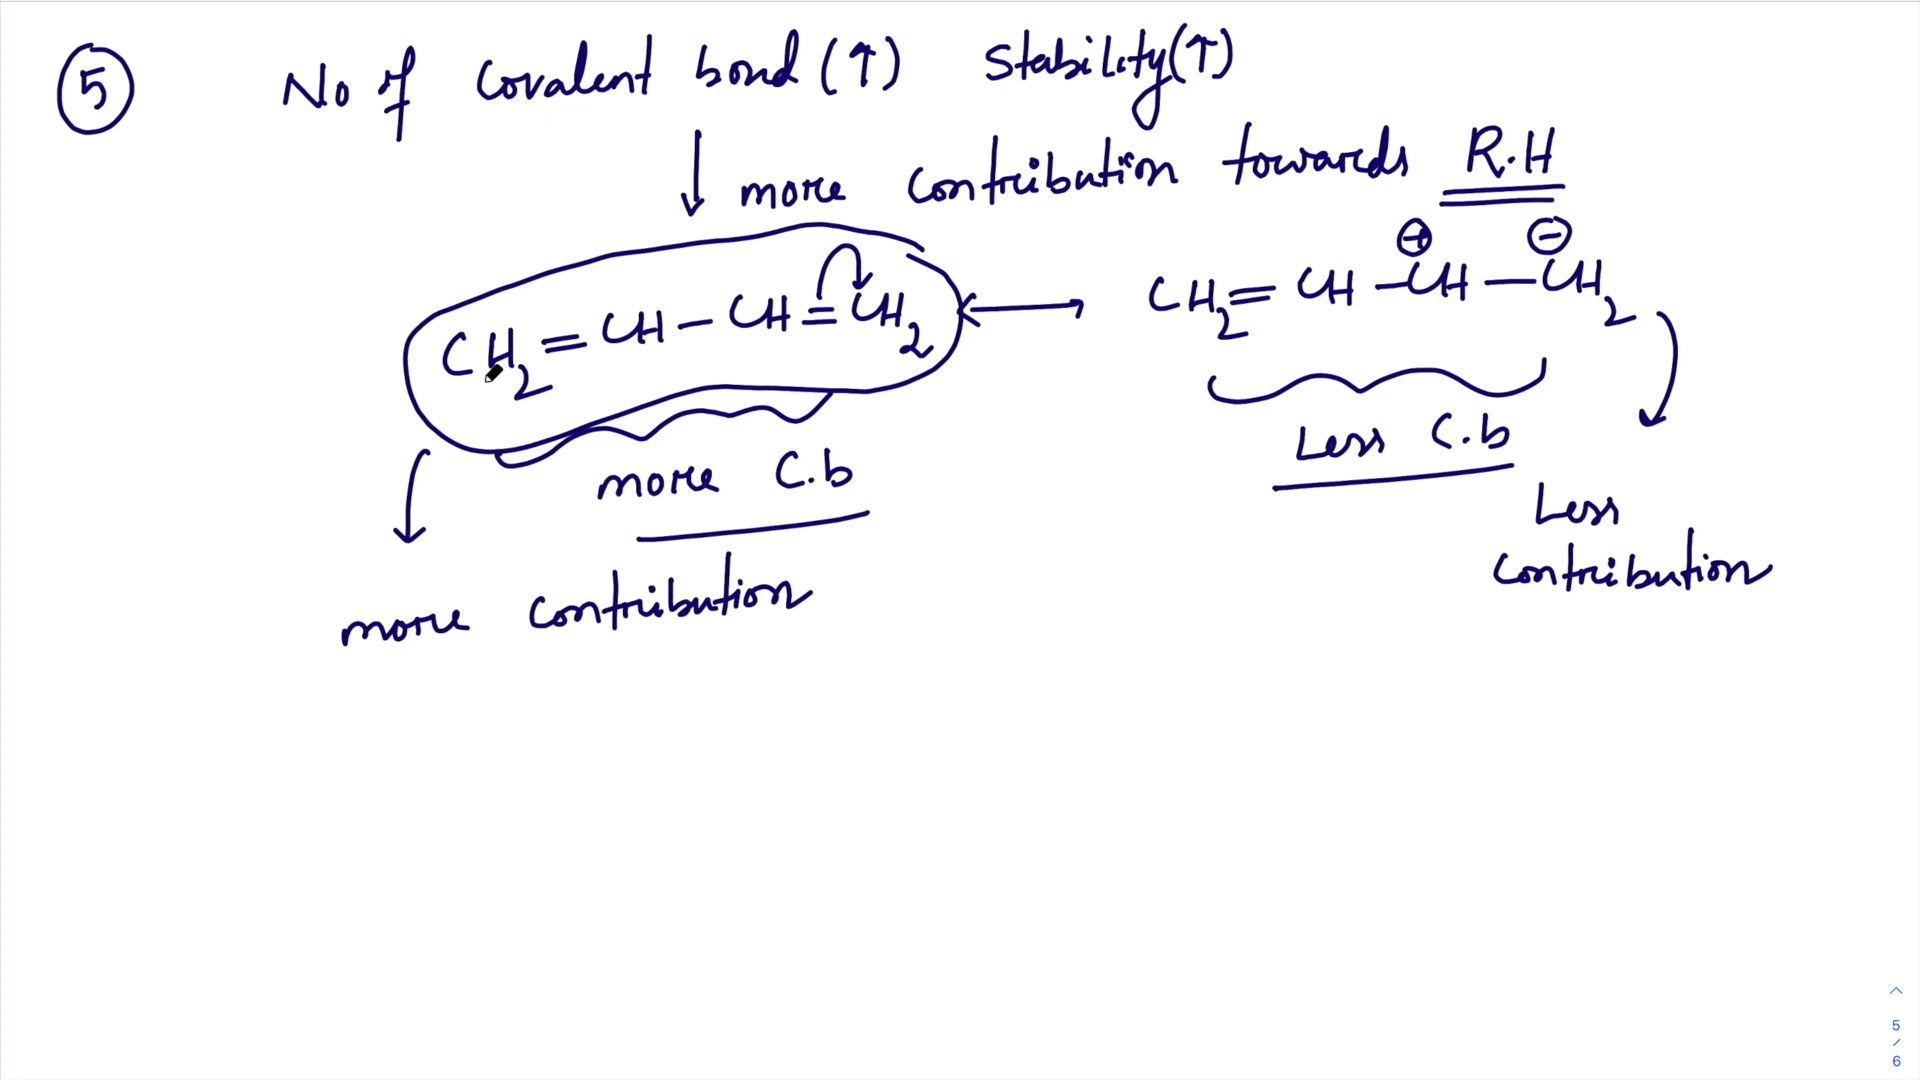 ⑤ No of Covalent bond (↑) Stability (↑)
↓ more contribution towards R.H
CH₂ = CH – CH = CH₂ ↔ CH₂ = CH – CH⊕ – CH₂⊖
more C.b
Less C.b
more contribution
Less
contribution
5
/
6